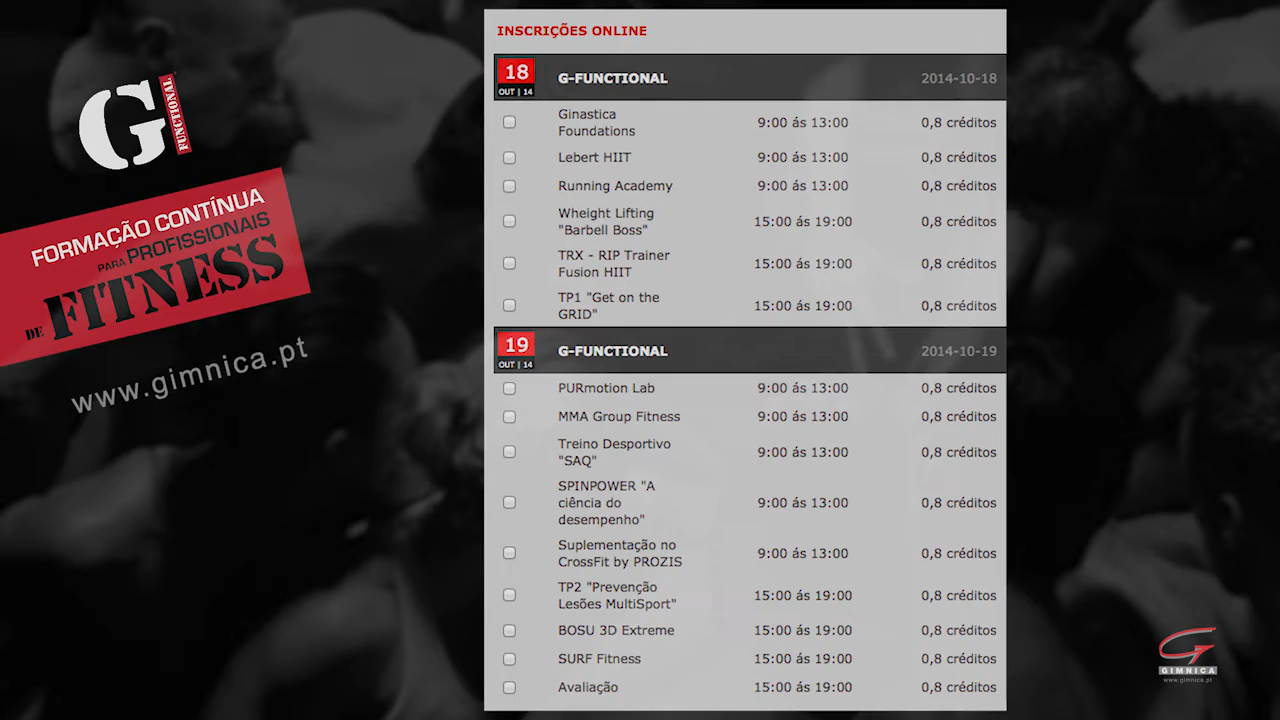 G
FUNCTIONAL
FORMAÇÃO CONTÍNUA
PARA PROFISSIONAIS
DE FITNESS
www.gimnica.pt
INSCRIÇÕES ONLINE
18 OUT | 14 G-FUNCTIONAL 2014-10-18
Ginastica
Foundations 9:00 ás 13:00 0,8 créditos
Lebert HIIT 9:00 ás 13:00 0,8 créditos
Running Academy 9:00 ás 13:00 0,8 créditos
Wheight Lifting
"Barbell Boss" 15:00 ás 19:00 0,8 créditos
TRX - RIP Trainer
Fusion HIIT 15:00 ás 19:00 0,8 créditos
TP1 "Get on the
GRID" 15:00 ás 19:00 0,8 créditos
19 OUT | 14 G-FUNCTIONAL 2014-10-19
PURmotion Lab 9:00 ás 13:00 0,8 créditos
MMA Group Fitness 9:00 ás 13:00 0,8 créditos
Treino Desportivo
"SAQ" 9:00 ás 13:00 0,8 créditos
SPINPOWER "A
ciência do 9:00 ás 13:00 0,8 créditos
desempenho"
Suplementação no
CrossFit by PROZIS 9:00 ás 13:00 0,8 créditos
TP2 "Prevenção
Lesões MultiSport" 15:00 ás 19:00 0,8 créditos
BOSU 3D Extreme 15:00 ás 19:00 0,8 créditos
SURF Fitness 15:00 ás 19:00 0,8 créditos
Avaliação 15:00 ás 19:00 0,8 créditos
GIMNICA
www.gimnica.pt